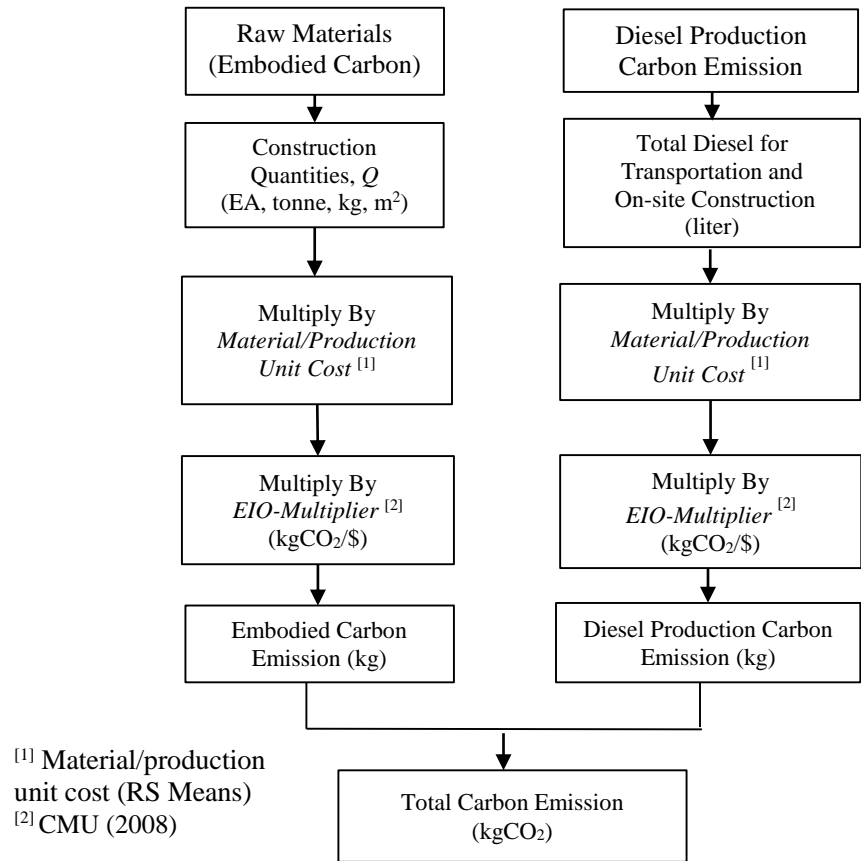 Raw Materials
(Embodied Carbon)
Construction
Quantities, Q
(EA, tonne, kg, m²)
Multiply By
Material/Production
Unit Cost [1]
Multiply By
EIO-Multiplier [2]
(kgCO₂/$)
Embodied Carbon
Emission (kg)
Diesel Production
Carbon Emission
Total Diesel for
Transportation and
On-site Construction
(liter)
Multiply By
Material/Production
Unit Cost [1]
Multiply By
EIO-Multiplier [2]
(kgCO₂/$)
Diesel Production Carbon
Emission (kg)
Total Carbon Emission
(kgCO₂)
[1] Material/production
unit cost (RS Means)
[2] CMU (2008)